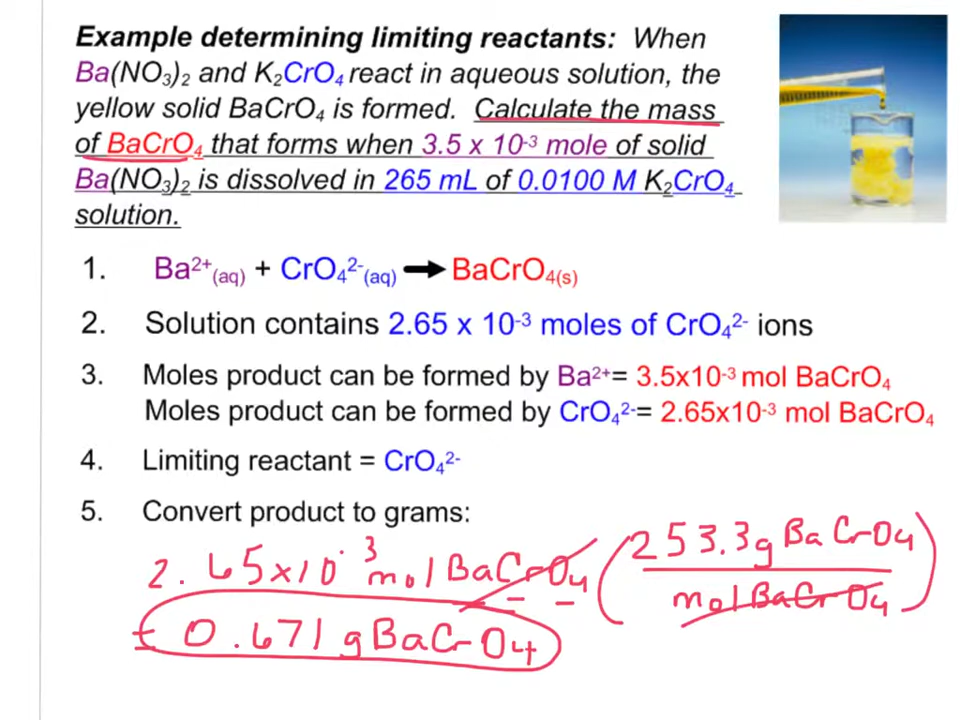 Example determining limiting reactants: When
Ba(NO₃)₂ and K₂CrO₄ react in aqueous solution, the
yellow solid BaCrO₄ is formed. Calculate the mass
of BaCrO₄ that forms when 3.5 x 10⁻³ mole of solid
Ba(NO₃)₂ is dissolved in 265 mL of 0.0100 M K₂CrO₄
solution.
1. Ba²⁺(aq) + CrO₄²⁻(aq) → BaCrO₄(s)
2. Solution contains 2.65 x 10⁻³ moles of CrO₄²⁻ ions
3. Moles product can be formed by Ba²⁺= 3.5x10⁻³ mol BaCrO₄
Moles product can be formed by CrO₄²⁻= 2.65x10⁻³ mol BaCrO₄
4. Limiting reactant = CrO₄²⁻
5. Convert product to grams:
2.65x10⁻³ mol BaCrO₄ (253.3g BaCrO₄
mol BaCrO₄)
= 0.671 g BaCrO₄